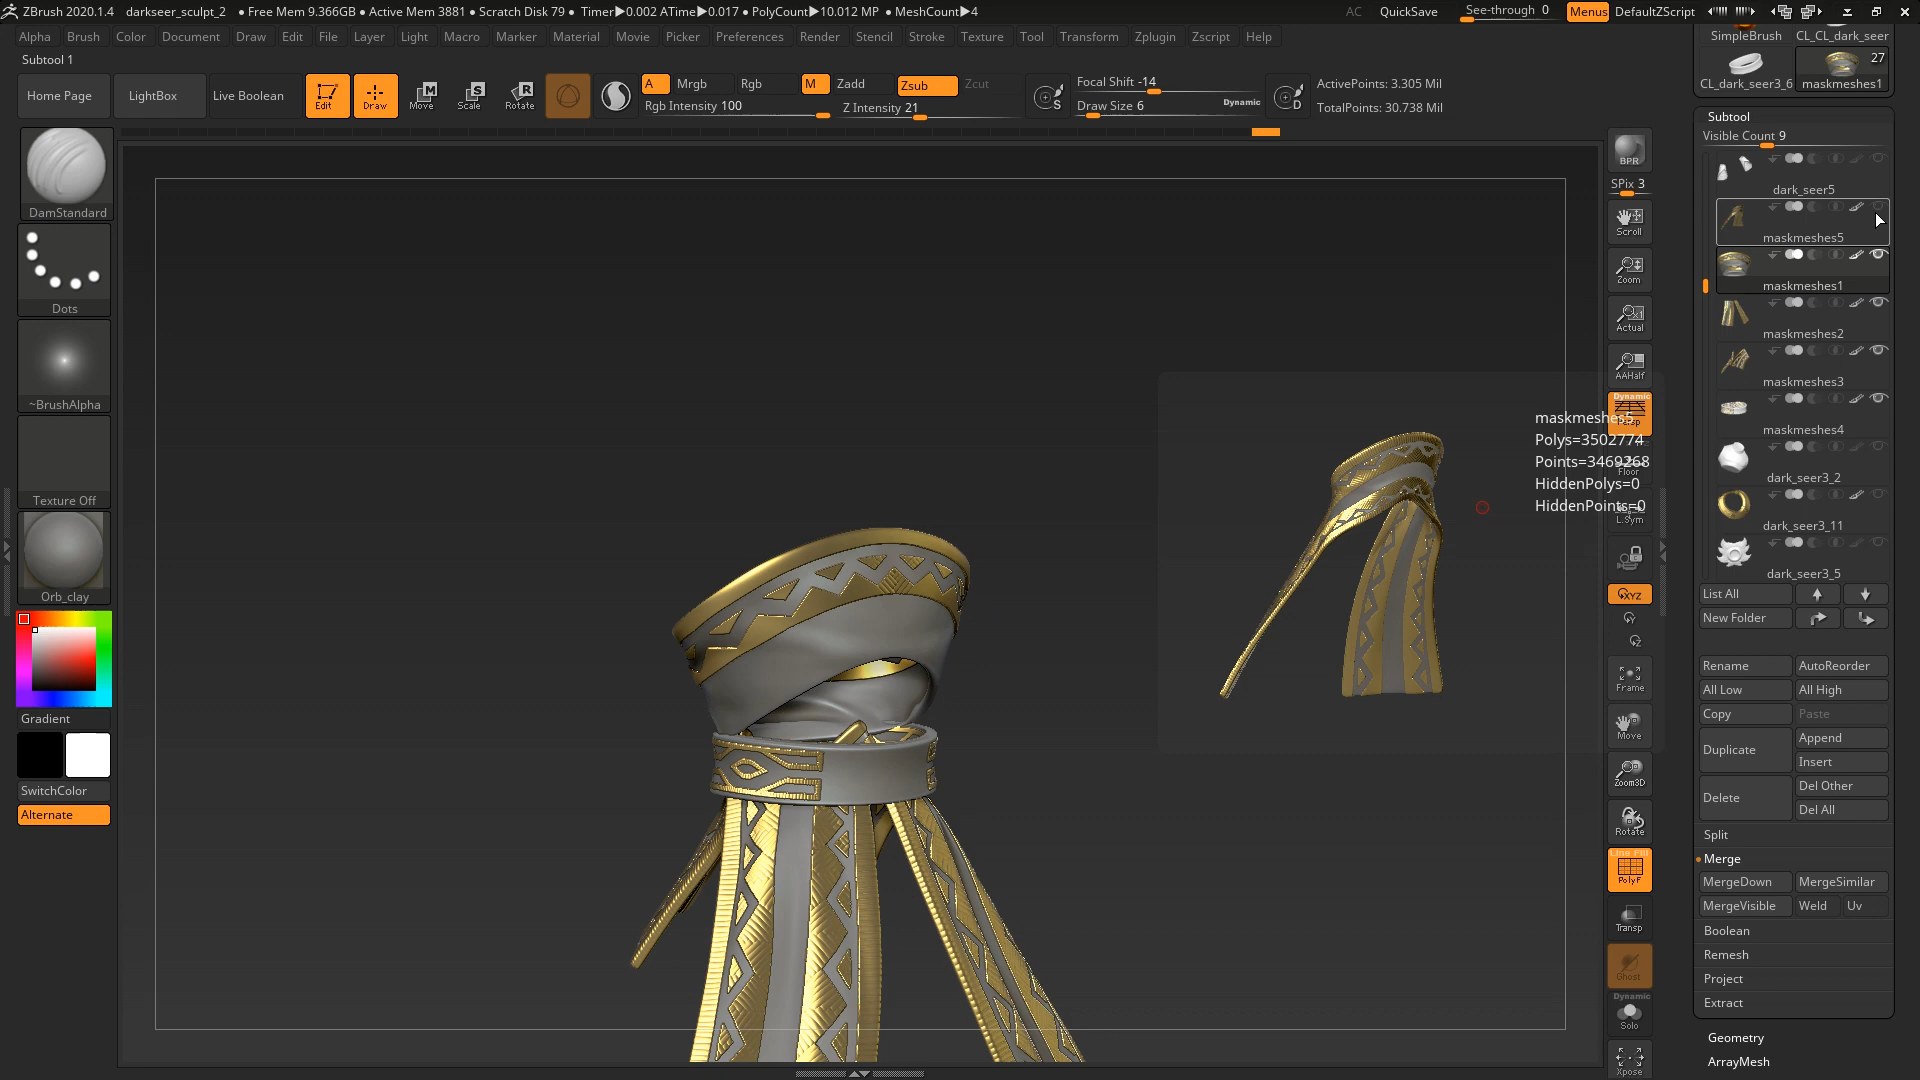 ZBrush 2020.1.4 darkseer_sculpt_2 • Free Mem 9.366GB • Active Mem 3881 • Scratch Disk 79 • Timer▶0.002 ATime▶0.017 • PolyCount▶10.012 MP • MeshCount▶4 AC QuickSave See-through 0 Menus DefaultZScript
Alpha Brush Color Document Draw Edit File Layer Light Macro Marker Material Movie Picker Preferences Render Stencil Stroke Texture Tool Transform Zplugin Zscript Help
Subtool 1
Home Page LightBox Live Boolean Edit Draw Move Scale Rotate
A Mrgb Rgb M Zadd Zsub Zcut
Rgb Intensity 100 Z Intensity 21
Focal Shift -14
Draw Size 6 Dynamic
S D
ActivePoints: 3.305 Mil
TotalPoints: 30.738 Mil
DamStandard
Dots
~BrushAlpha
Texture Off
Orb_clay
Gradient
SwitchColor
Alternate
maskmeshes5
Polys=3502774
Points=3469268
HiddenPolys=0
HiddenPoints=0
BPR
SPix 3
Scroll
Zoom
Actual
AAHalf
Dynamic
Persp
Floor
L.Sym
XYZ
Y
Z
Frame
Move
Zoom3D
Rotate
Line Fill
PolyF
Transp
Ghost
Dynamic
Solo
Xpose
SimpleBrush CL_CL_dark_seer
27
CL_dark_seer3_6 maskmeshes1
Subtool
Visible Count 9
dark_seer5
maskmeshes5
maskmeshes1
maskmeshes2
maskmeshes3
maskmeshes4
dark_seer3_2
dark_seer3_11
dark_seer3_5
List All
New Folder
Rename AutoReorder
All Low All High
Copy Paste
Duplicate Append
Insert
Delete Del Other
Del All
Split
Merge
MergeDown MergeSimilar
MergeVisible Weld Uv
Boolean
Remesh
Project
Extract
Geometry
ArrayMesh